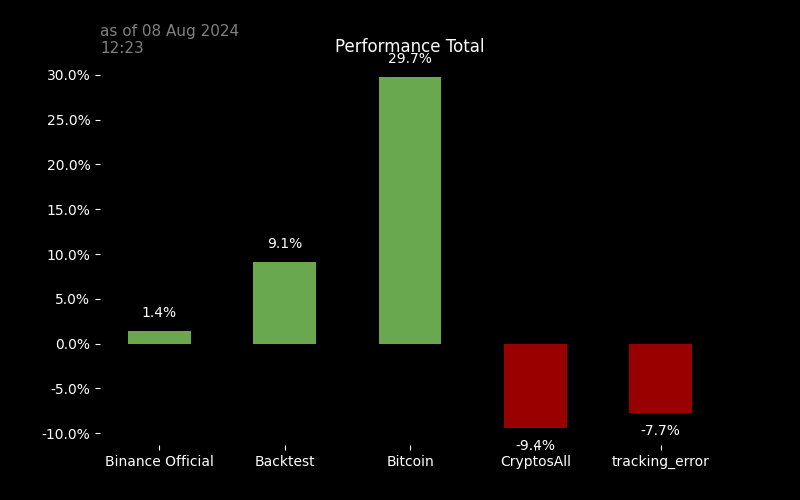 as of 08 Aug 2024
12:23
Performance Total
29.7%
30.0%
25.0%
20.0%
15.0%
10.0%
5.0%
0.0%
-5.0%
-10.0%
1.4%
9.1%
-9.4%
-7.7%
Binance Official
Backtest
Bitcoin
CryptosAll
tracking_error